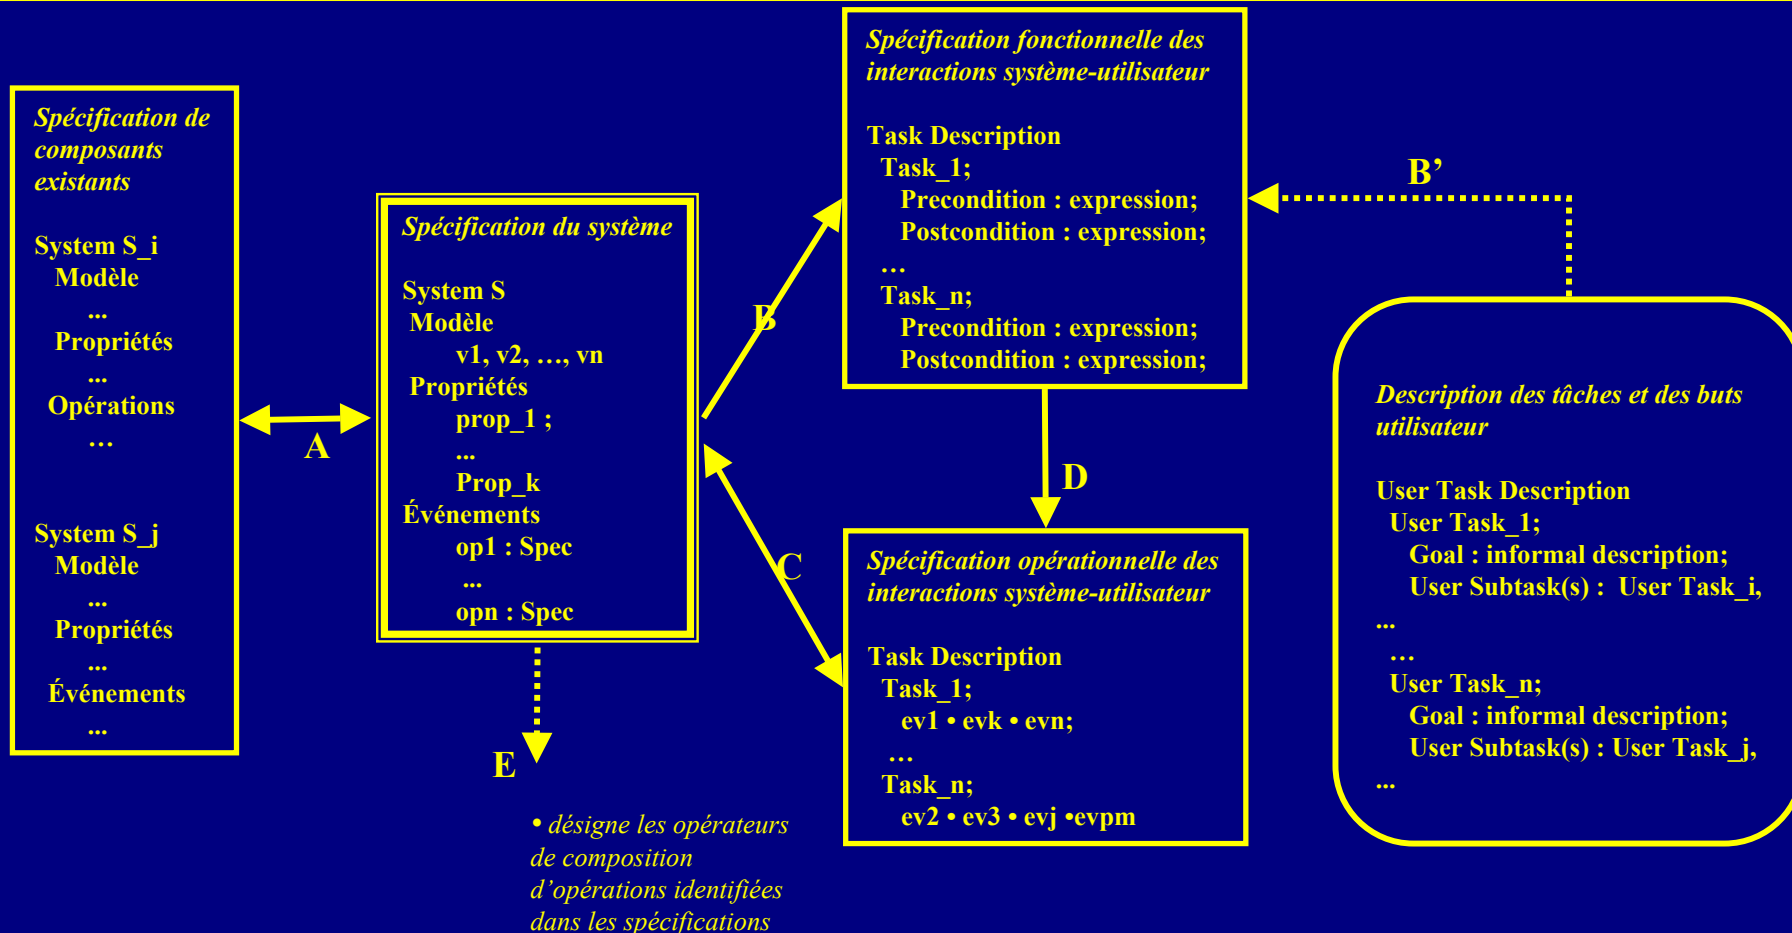 Spécification de
composants
existants
System S_i
Modèle
...
Propriétés
...
Opérations
…
System S_j
Modèle
...
Propriétés
...
Événements
...
A
Spécification du système
System S
Modèle
v1, v2, …, vn
Propriétés
prop_1 ;
...
Prop_k
Événements
op1 : Spec
...
opn : Spec
E
• désigne les opérateurs
de composition
d’opérations identifiées
dans les spécifications
B
C
Spécification fonctionnelle des
interactions système-utilisateur
Task Description
Task_1;
Precondition : expression;
Postcondition : expression;
…
Task_n;
Precondition : expression;
Postcondition : expression;
D
Spécification opérationnelle des
interactions système-utilisateur
Task Description
Task_1;
ev1 • evk • evn;
…
Task_n;
ev2 • ev3 • evj •evpm
B’
Description des tâches et des buts
utilisateur
User Task Description
User Task_1;
Goal : informal description;
User Subtask(s) : User Task_i,
...
…
User Task_n;
Goal : informal description;
User Subtask(s) : User Task_j,
...